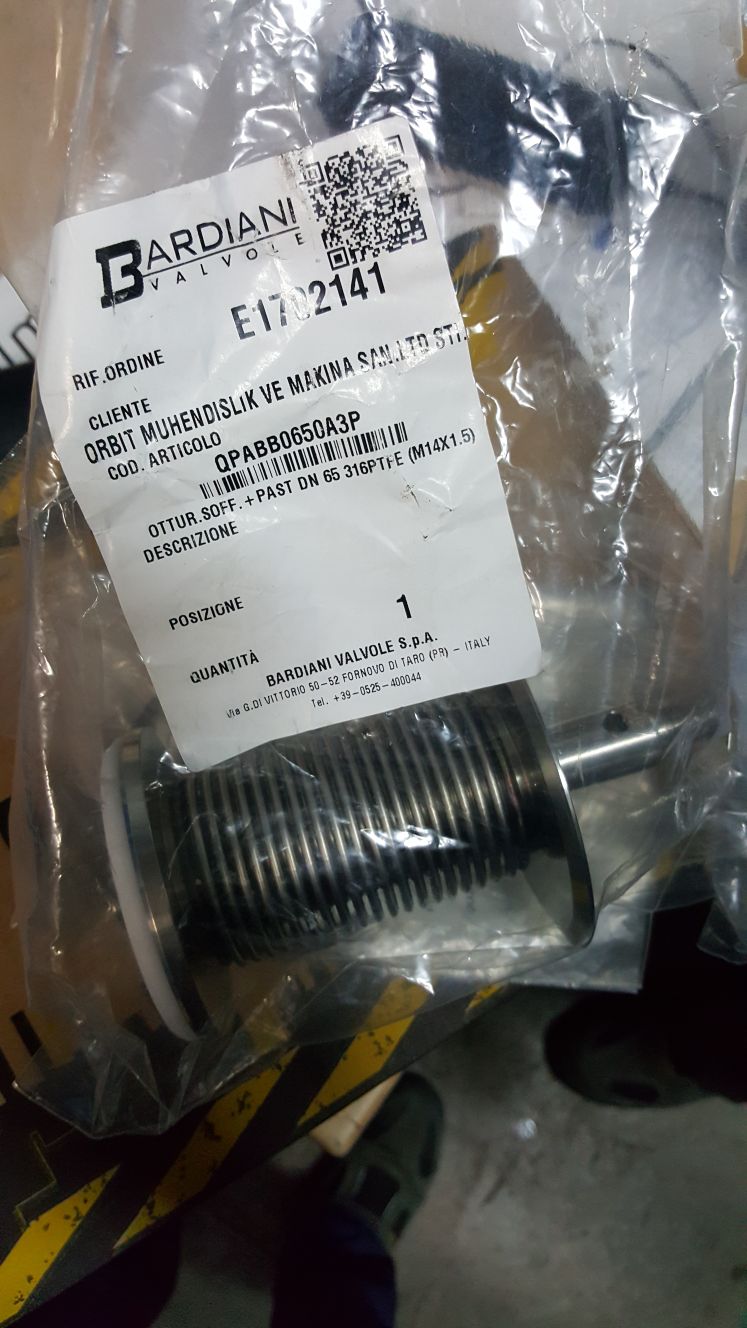 BARDIANI
VALVOLE
E1702141
RIF.ORDINE
CLIENTE
ORBIT MUHENDISLIK VE MAKINA SAN.LTD STI.
COD. ARTICOLO
QPABB0650A3P
OTTUR.SOFF.+PAST DN 65 316PTFE (M14X1.5)
DESCRIZIONE
POSIZIONE
1
QUANTITÀ
BARDIANI VALVOLE S.p.A.
Via G.DI VITTORIO 50-52 FORNOVO DI TARO (PR) - ITALY
Tel. +39-0525-400044